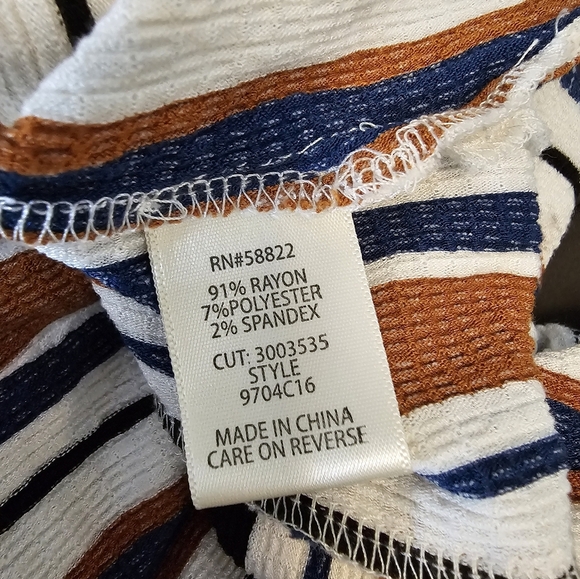 RN#58822
91% RAYON
7%POLYESTER
2% SPANDEX
CUT: 3003535
STYLE
9704C16
MADE IN CHINA
CARE ON REVERSE